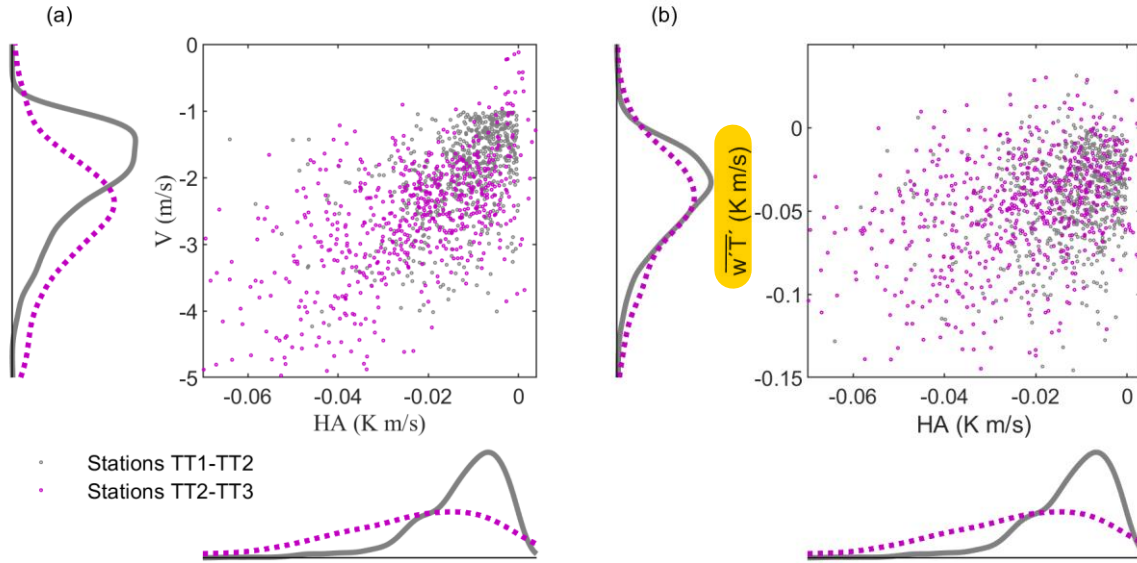 (a)
(b)
0
-1
-2
-3
-4
-5
V (m/s)
-0.06 -0.04 -0.02 0
HA (K m/s)
0
-0.05
-0.1
-0.15
w′T′ (K m/s)
-0.06 -0.04 -0.02 0
HA (K m/s)
Stations TT1-TT2
Stations TT2-TT3